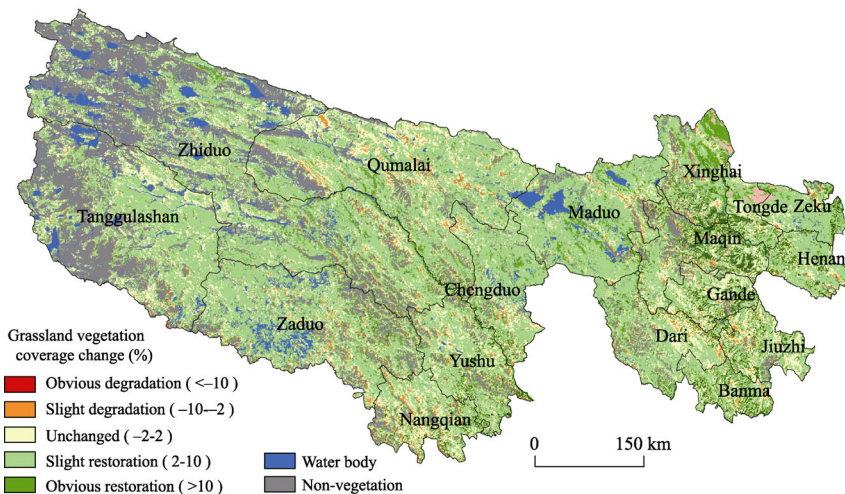 Zhiduo
Qumalai
Xinghai
Tanggulashan
Maduo
Tongde Zeku
Maqin
Henan
Chengduo
Gande
Zaduo
Dari
Jiuzhi
Yushu
Banma
Nangqian
Grassland vegetation
coverage change (%)
Obvious degradation (<–10)
Slight degradation (–10-–2)
Unchanged (–2-2)
Slight restoration (2-10)
Obvious restoration (>10)
Water body
Non-vegetation
0 150 km